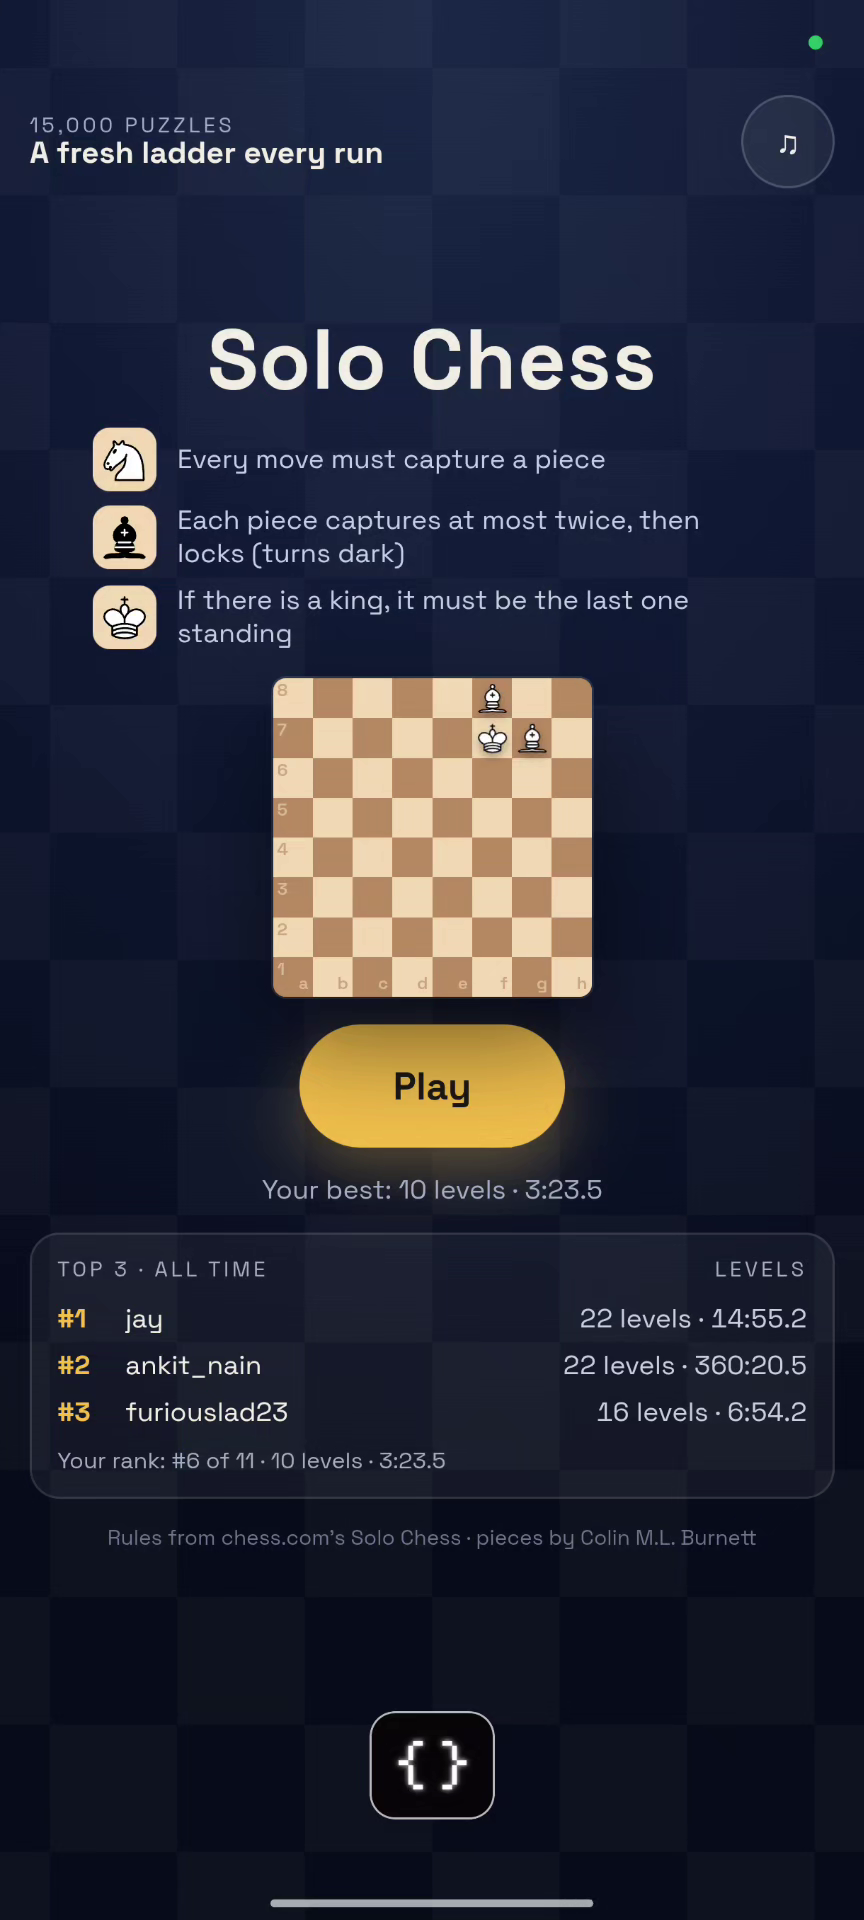 15,000 PUZZLES
A fresh ladder every run
♫
Solo Chess
Every move must capture a piece
Each piece captures at most twice, then
locks (turns dark)
If there is a king, it must be the last one
standing
8
7
6
5
4
3
2
1
a b c d e f g h
Play
Your best: 10 levels · 3:23.5
TOP 3 · ALL TIME LEVELS
#1 jay 22 levels · 14:55.2
#2 ankit_nain 22 levels · 360:20.5
#3 furiouslad23 16 levels · 6:54.2
Your rank: #6 of 11 · 10 levels · 3:23.5
Rules from chess.com's Solo Chess · pieces by Colin M.L. Burnett
{ }